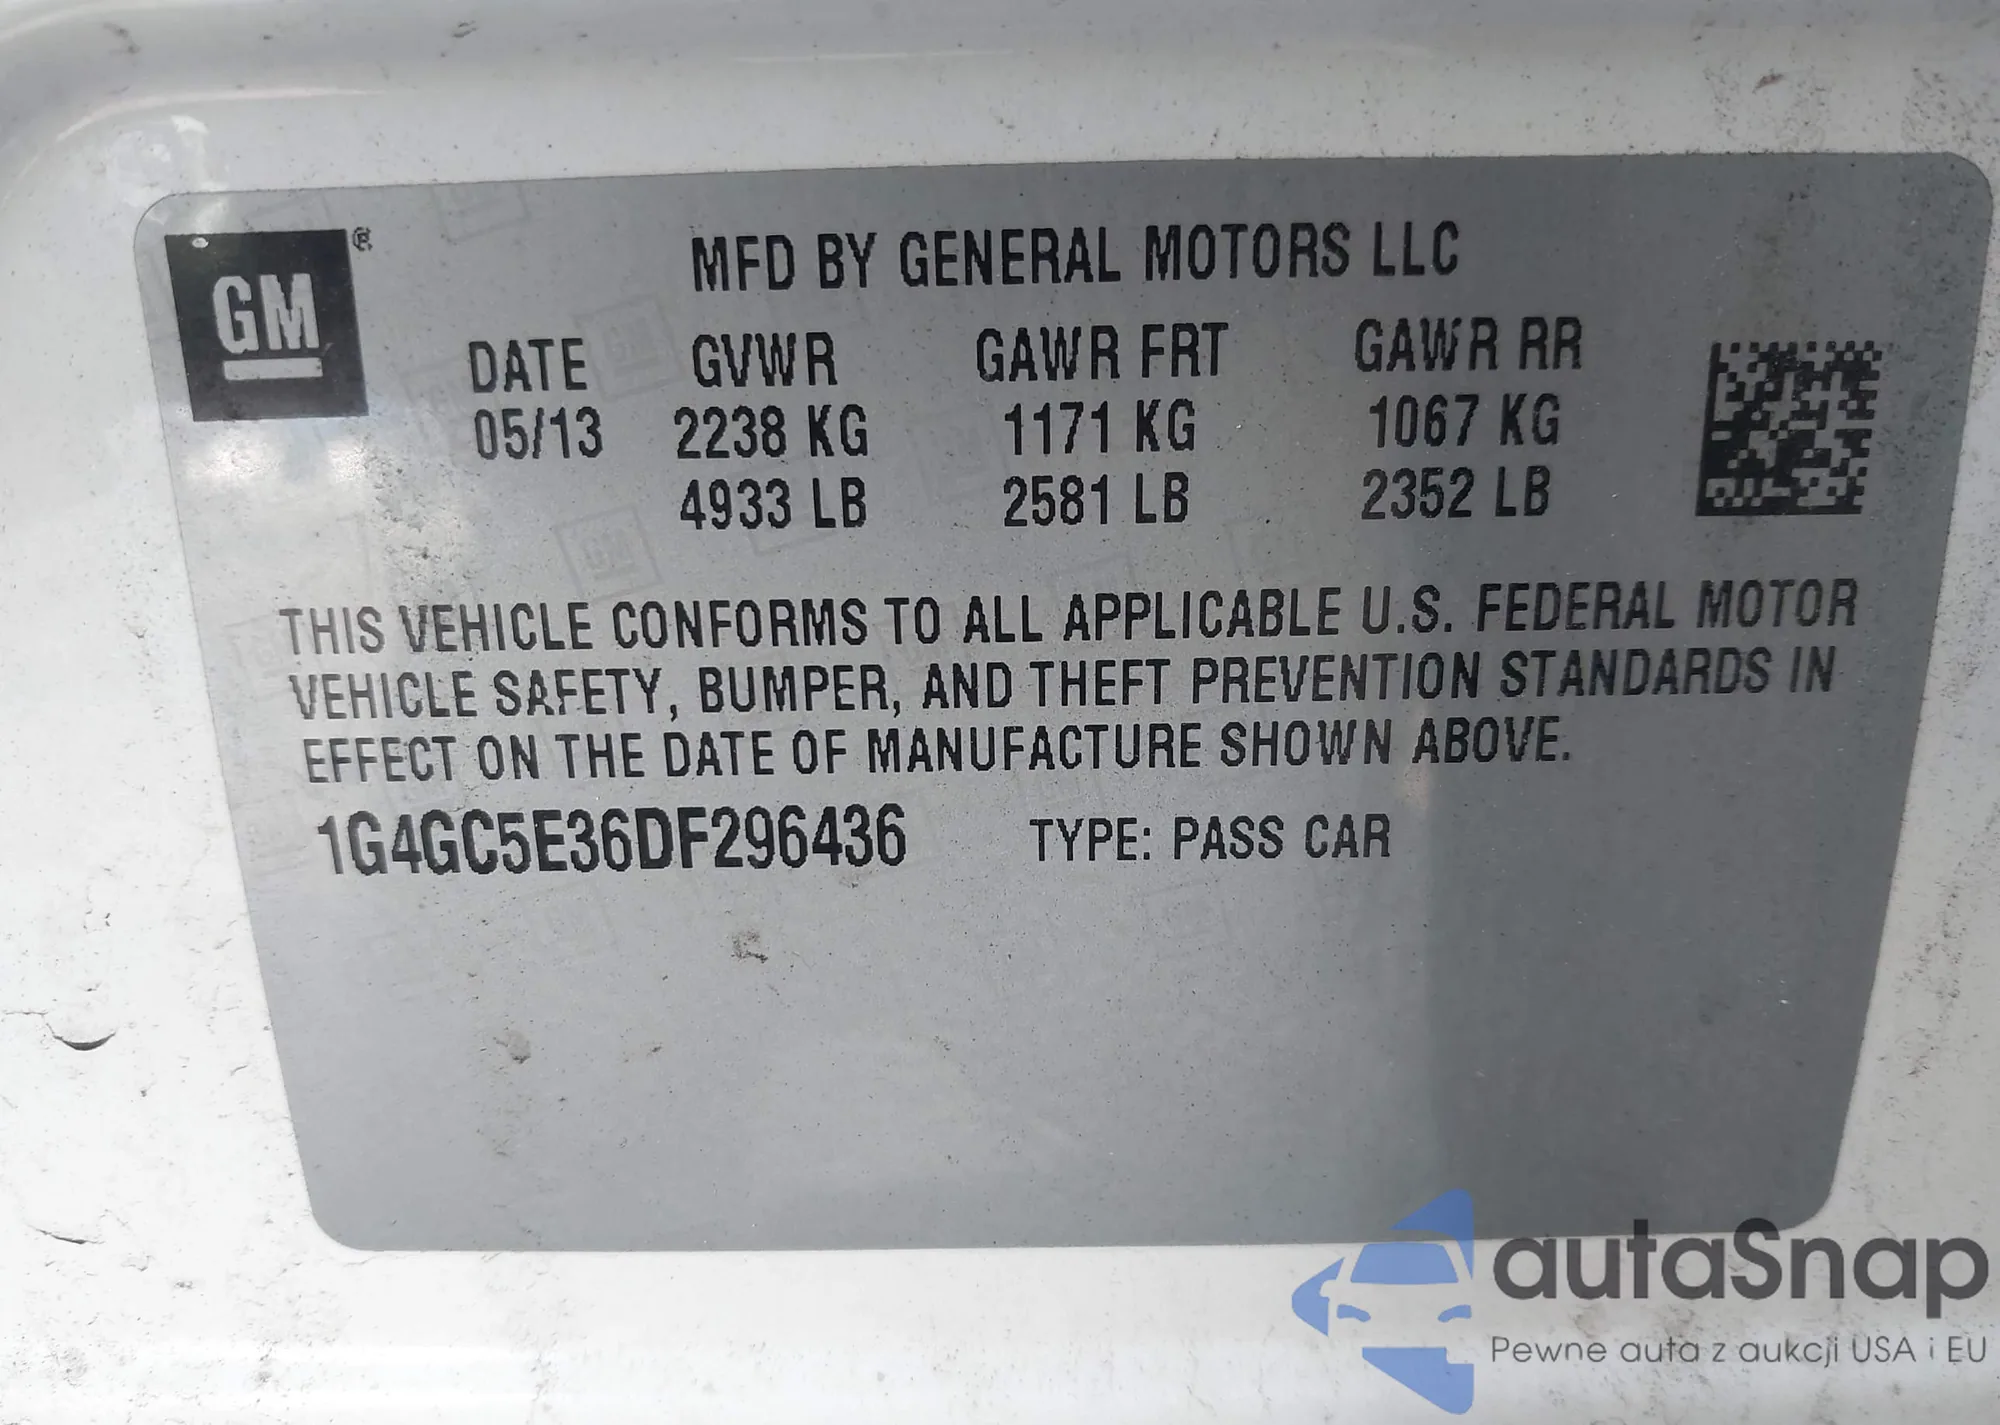 GM®
MFD BY GENERAL MOTORS LLC
DATE GVWR GAWR FRT GAWR RR
05/13 2238 KG 1171 KG 1067 KG
4933 LB 2581 LB 2352 LB
THIS VEHICLE CONFORMS TO ALL APPLICABLE U.S. FEDERAL MOTOR
VEHICLE SAFETY, BUMPER, AND THEFT PREVENTION STANDARDS IN
EFFECT ON THE DATE OF MANUFACTURE SHOWN ABOVE.
1G4GC5E36DF296436 TYPE: PASS CAR
autaSnap
Pewne auta z aukcji USA i EU